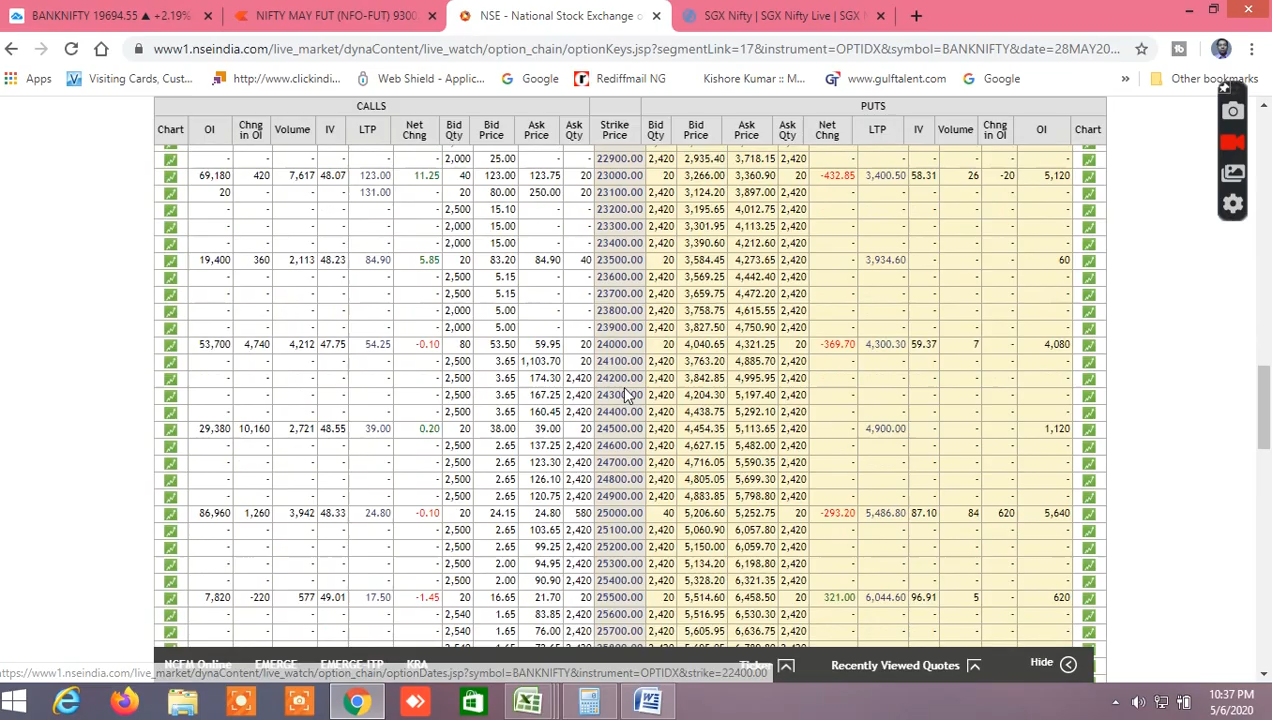 BANKNIFTY 19694.55 ▲ +2.19%
NIFTY MAY FUT (NFO-FUT) 9300.
NSE - National Stock Exchange o
SGX Nifty | SGX Nifty Live | SGX N
www1.nseindia.com/live_market/dynaContent/live_watch/option_chain/optionKeys.jsp?segmentLink=17&instrument=OPTIDX&symbol=BANKNIFTY&date=28MAY20...
Apps Visiting Cards, Cust... http://www.clickindi... Web Shield - Applic... Google Rediffmail NG Kishore Kumar :: M... www.gulftalent.com Google » Other bookmarks
CALLS PUTS
Chart OI Chng in OI Volume IV LTP Net Chng Bid Qty Bid Price Ask Price Ask Qty Strike Price Bid Qty Bid Price Ask Price Ask Qty Net Chng LTP IV Volume Chng in OI OI Chart
- - - - - - 2,000 25.00 - - 22900.00 2,420 2,935.40 3,718.15 2,420 - - - - - -
69,180 420 7,617 48.07 123.00 11.25 40 123.00 123.75 20 23000.00 20 3,266.00 3,360.90 20 -432.85 3,400.50 58.31 26 -20 5,120
20 - - - 131.00 - 20 80.00 250.00 20 23100.00 2,420 3,124.20 3,897.00 2,420 - - - - - -
- - - - - - 2,500 15.10 - - 23200.00 2,420 3,195.65 4,012.75 2,420 - - - - - -
- - - - - - 2,000 15.00 - - 23300.00 2,420 3,301.95 4,113.25 2,420 - - - - - -
- - - - - - 2,000 15.00 - - 23400.00 2,420 3,390.60 4,212.60 2,420 - - - - - -
19,400 360 2,113 48.23 84.90 5.85 20 83.20 84.90 40 23500.00 20 3,584.45 4,273.65 20 - 3,934.60 - - - 60
- - - - - - 2,500 5.15 - - 23600.00 2,420 3,569.25 4,442.40 2,420 - - - - - -
- - - - - - 2,500 5.15 - - 23700.00 2,420 3,659.75 4,472.20 2,420 - - - - - -
- - - - - - 2,000 5.00 - - 23800.00 2,420 3,758.75 4,615.55 2,420 - - - - - -
- - - - - - 2,000 5.00 - - 23900.00 2,420 3,827.50 4,750.90 2,420 - - - - - -
53,700 4,740 4,212 47.75 54.25 -0.10 80 53.50 59.95 20 24000.00 20 4,040.65 4,321.25 20 -369.70 4,300.30 59.37 7 - 4,080
- - - - - - 2,500 3.65 1,103.70 20 24100.00 2,420 3,763.20 4,885.70 2,420 - - - - - -
- - - - - - 2,500 3.65 174.30 2,420 24200.00 2,420 3,842.85 4,995.95 2,420 - - - - - -
- - - - - - 2,500 3.65 167.25 2,420 24300.00 2,420 4,204.30 5,197.40 2,420 - - - - - -
- - - - - - 2,500 3.65 160.45 2,420 24400.00 2,420 4,438.75 5,292.10 2,420 - - - - - -
29,380 10,160 2,721 48.55 39.00 0.20 20 38.00 39.00 20 24500.00 2,420 4,454.35 5,113.65 2,420 - 4,900.00 - - - 1,120
- - - - - - 2,500 2.65 137.25 2,420 24600.00 2,420 4,627.15 5,482.00 2,420 - - - - - -
- - - - - - 2,500 2.65 123.30 2,420 24700.00 2,420 4,716.05 5,590.35 2,420 - - - - - -
- - - - - - 2,500 2.65 126.10 2,420 24800.00 2,420 4,805.05 5,699.30 2,420 - - - - - -
- - - - - - 2,500 2.65 120.75 2,420 24900.00 2,420 4,883.85 5,798.80 2,420 - - - - - -
86,960 1,260 3,942 48.33 24.80 -0.10 20 24.15 24.80 580 25000.00 40 5,206.60 5,252.75 20 -293.20 5,486.80 87.10 84 620 5,640
- - - - - - 2,500 2.65 103.65 2,420 25100.00 2,420 5,060.90 6,057.80 2,420 - - - - - -
- - - - - - 2,500 2.65 99.25 2,420 25200.00 2,420 5,150.00 6,059.70 2,420 - - - - - -
- - - - - - 2,500 2.00 94.95 2,420 25300.00 2,420 5,134.20 6,198.80 2,420 - - - - - -
- - - - - - 2,500 2.00 90.90 2,420 25400.00 2,420 5,328.20 6,321.35 2,420 - - - - - -
7,820 -220 577 49.01 17.50 -1.45 20 16.65 21.70 20 25500.00 20 5,514.60 6,458.50 20 321.00 6,044.60 96.91 5 - 620
- - - - - - 2,540 1.65 83.85 2,420 25600.00 2,420 5,516.95 6,530.30 2,420 - - - - - -
- - - - - - 2,540 1.65 76.00 2,420 25700.00 2,420 5,605.95 6,636.75 2,420 - - - - - -
NCFM Online EMERGE EMERGE-ITP KRA Ticker Recently Viewed Quotes Hide
https://www1.nseindia.com/live_market/dynaContent/live_watch/option_chain/optionDates.jsp?symbol=BANKNIFTY&instrument=OPTIDX&strike=22400.00
10:37 PM
5/6/2020